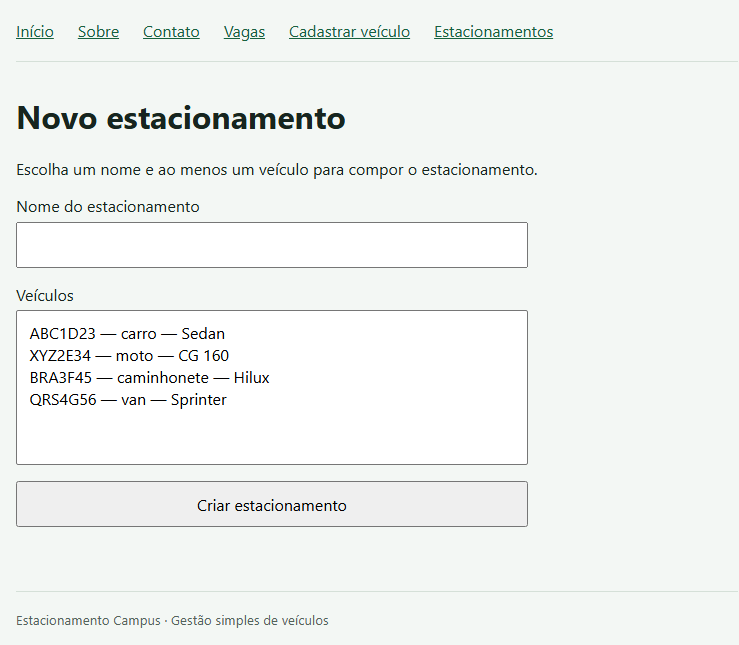 Início Sobre Contato Vagas Cadastrar veículo Estacionamentos
Novo estacionamento
Escolha um nome e ao menos um veículo para compor o estacionamento.
Nome do estacionamento
Veículos
ABC1D23 — carro — Sedan
XYZ2E34 — moto — CG 160
BRA3F45 — caminhonete — Hilux
QRS4G56 — van — Sprinter
Criar estacionamento
Estacionamento Campus · Gestão simples de veículos